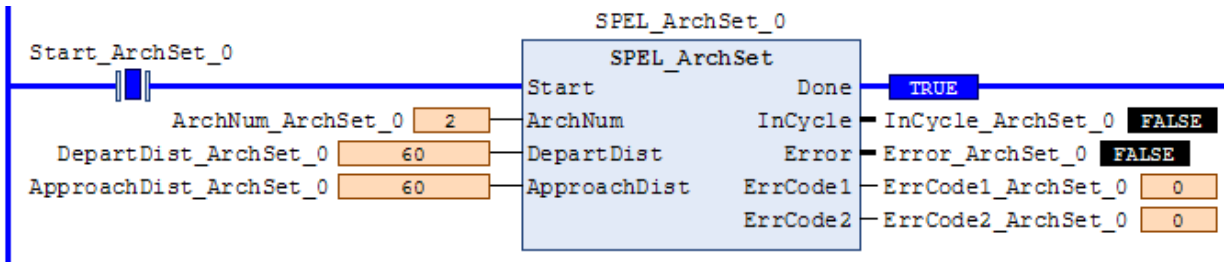 SPEL_ArchSet_0
Start_ArchSet_0 SPEL_ArchSet
Start Done TRUE
ArchNum_ArchSet_0 2 ArchNum InCycle InCycle_ArchSet_0 FALSE
DepartDist_ArchSet_0 60 DepartDist Error Error_ArchSet_0 FALSE
ApproachDist_ArchSet_0 60 ApproachDist ErrCode1 ErrCode1_ArchSet_0 0
ErrCode2 ErrCode2_ArchSet_0 0